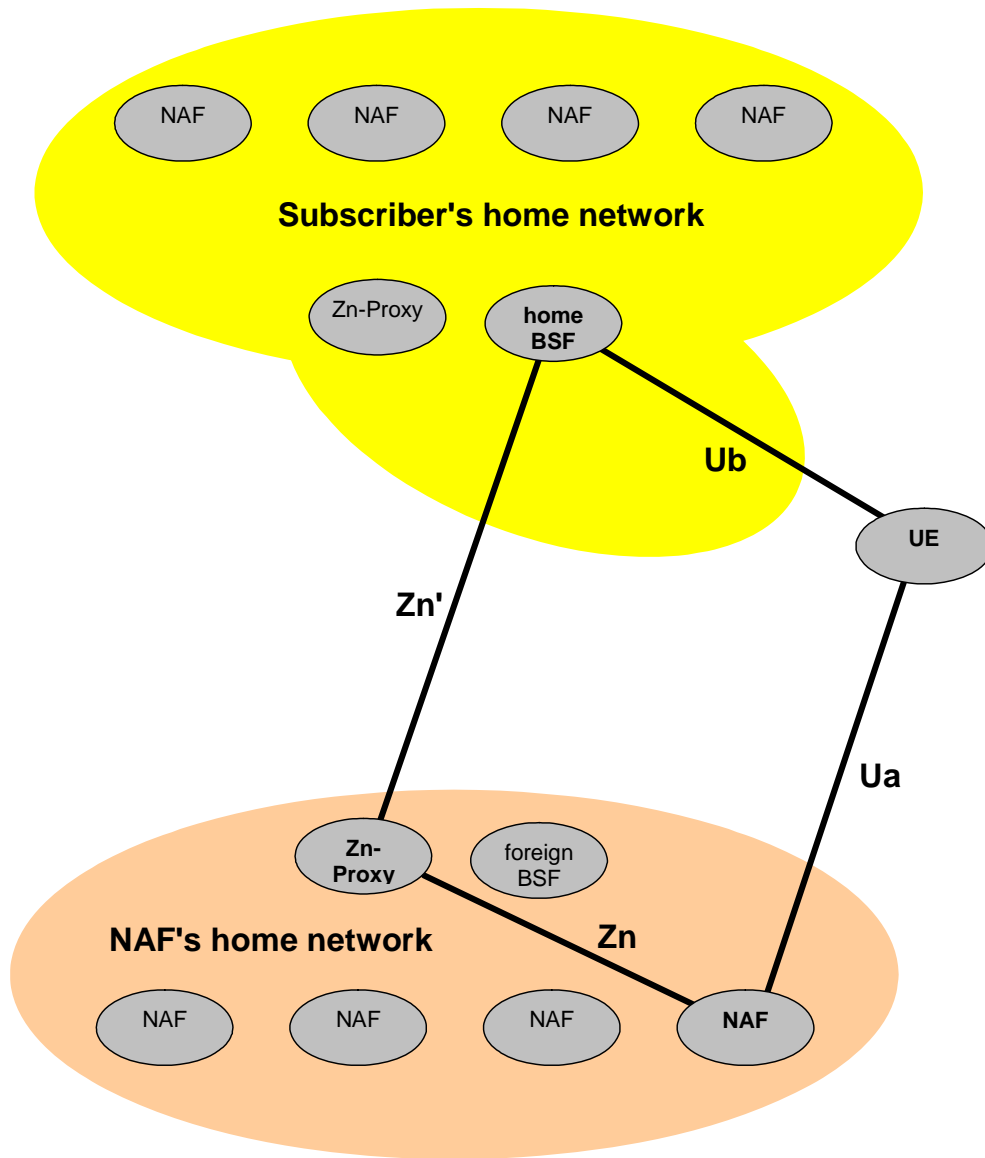 NAF
NAF
NAF
NAF
Subscriber's home network
Zn-Proxy
home
BSF
Ub
UE
Zn'
Ua
Zn-
Proxy
foreign
BSF
NAF's home network
Zn
NAF
NAF
NAF
NAF